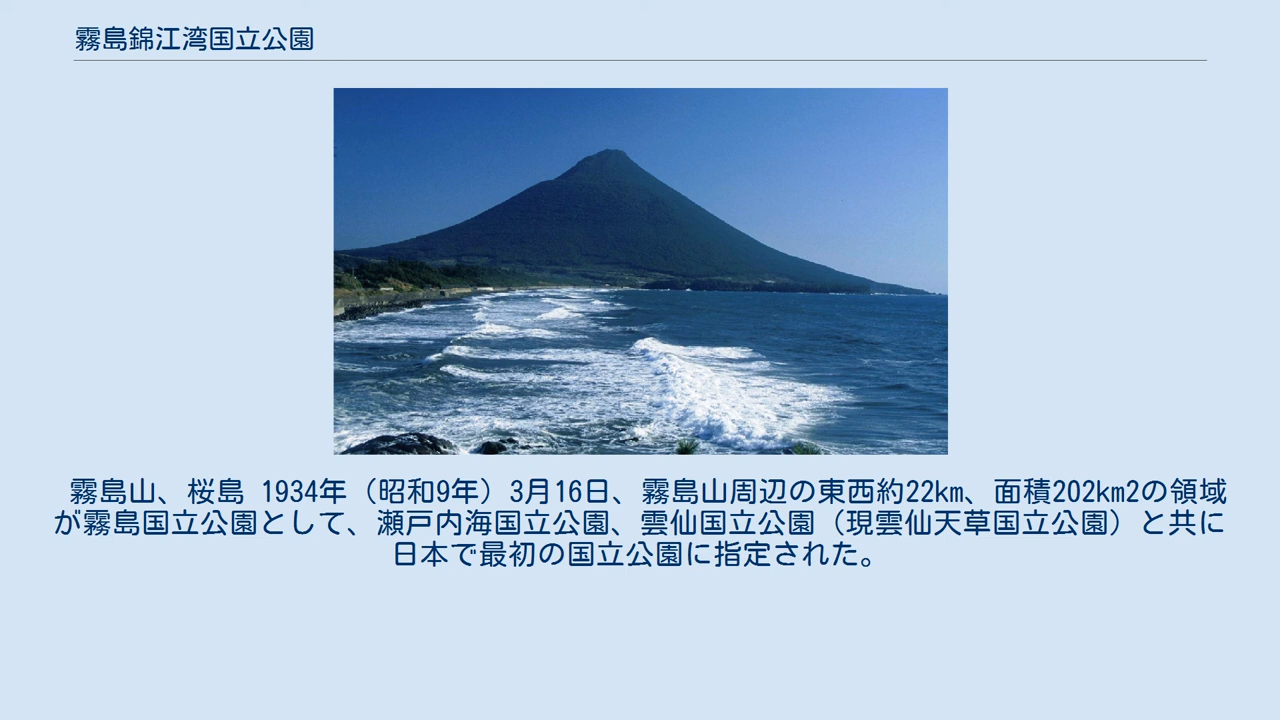 霧島錦江湾国立公園
霧島山、桜島 1934年（昭和9年）3月16日、霧島山周辺の東西約22km、面積202km2の領域
が霧島国立公園として、瀬戸内海国立公園、雲仙国立公園（現雲仙天草国立公園）と共に
日本で最初の国立公園に指定された。